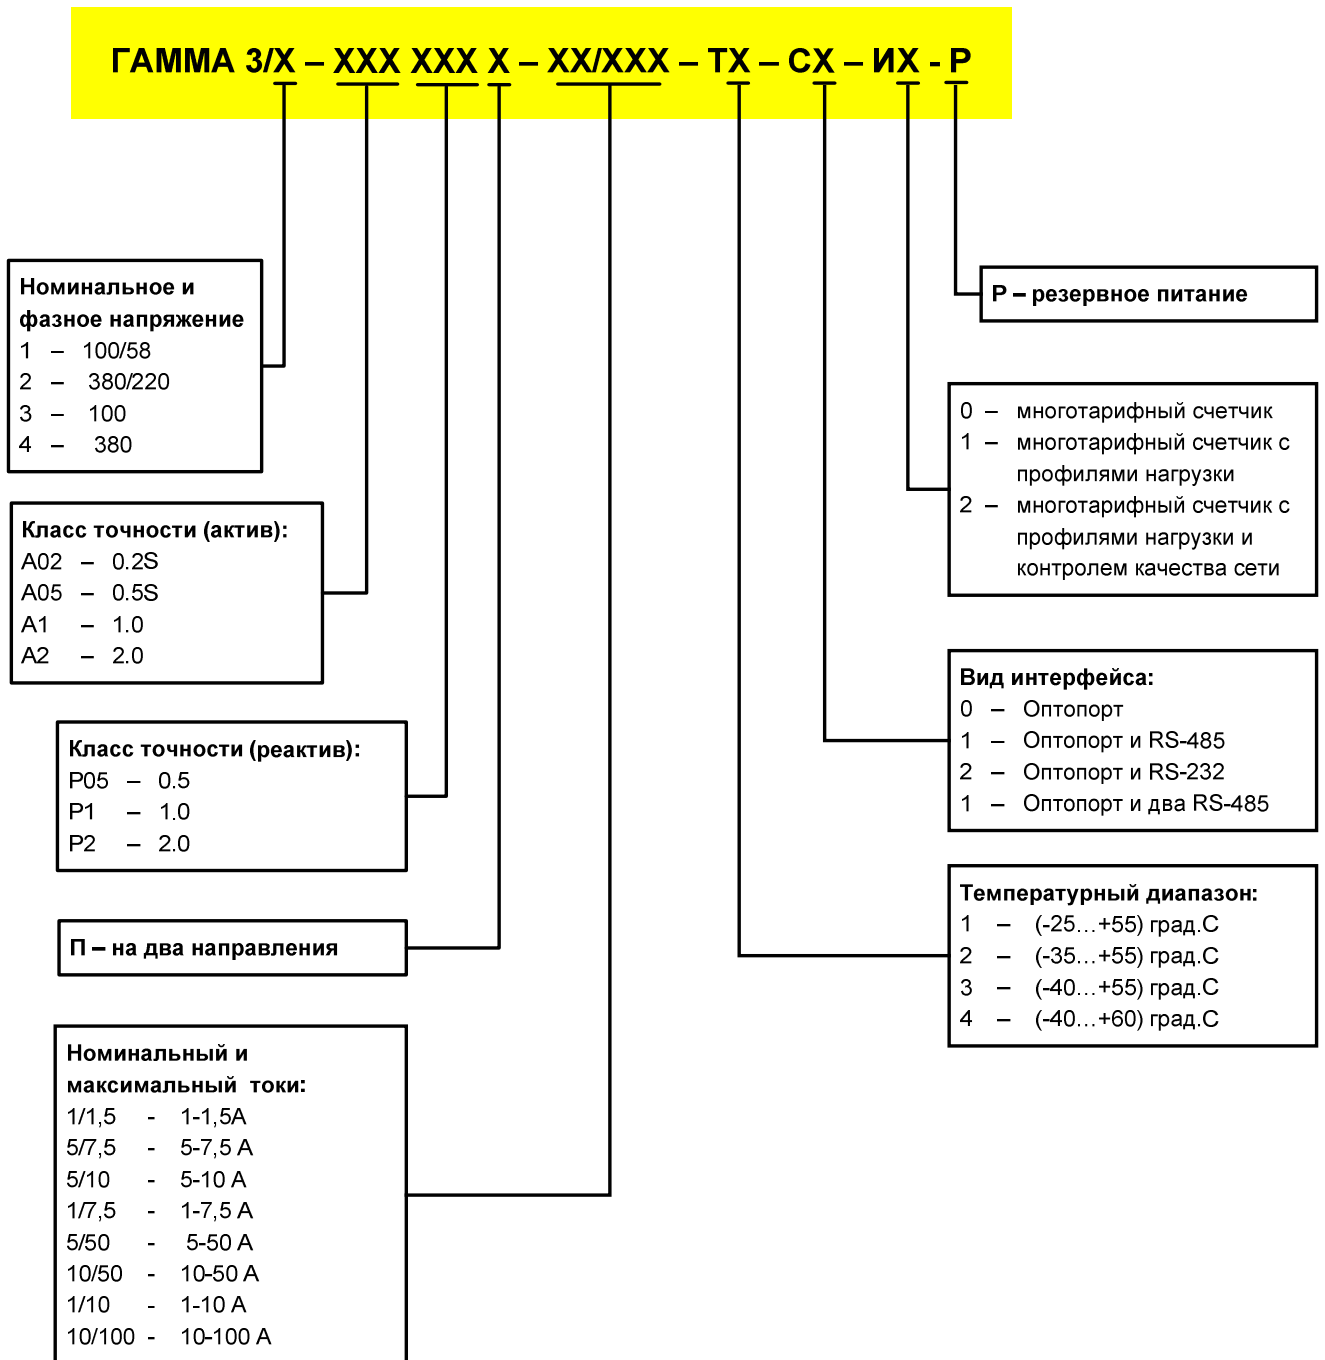 ГАММА 3/Х – ХХХ ХХХ Х – ХХ/ХХХ – ТХ – СХ – ИХ - Р
Номинальное и
фазное напряжение
1 – 100/58
2 – 380/220
3 – 100
4 – 380
Класс точности (актив):
А02 – 0.2S
А05 – 0.5S
А1 – 1.0
А2 – 2.0
Класс точности (реактив):
Р05 – 0.5
Р1 – 1.0
Р2 – 2.0
П – на два направления
Номинальный и
максимальный токи:
1/1,5 - 1-1,5А
5/7,5 - 5-7,5 А
5/10 - 5-10 А
1/7,5 - 1-7,5 А
5/50 - 5-50 А
10/50 - 10-50 А
1/10 - 1-10 А
10/100 - 10-100 А
Р – резервное питание
0 – многотарифный счетчик
1 – многотарифный счетчик с
профилями нагрузки
2 – многотарифный счетчик с
профилями нагрузки и
контролем качества сети
Вид интерфейса:
0 – Оптопорт
1 – Оптопорт и RS-485
2 – Оптопорт и RS-232
1 – Оптопорт и два RS-485
Температурный диапазон:
1 – (-25…+55) град.С
2 – (-35…+55) град.С
3 – (-40…+55) град.С
4 – (-40…+60) град.С